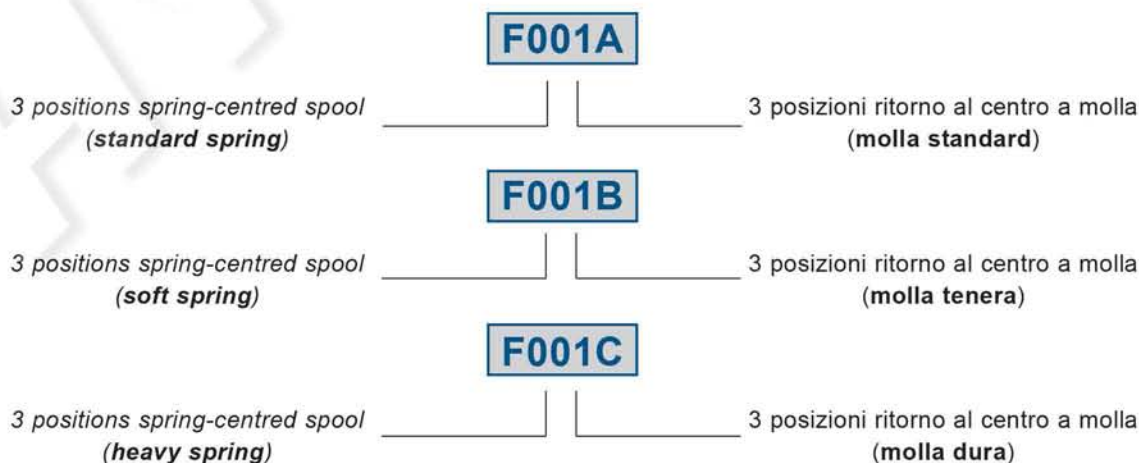 F001A
3 positions spring-centred spool
(standard spring)
3 posizioni ritorno al centro a molla
(molla standard)
F001B
3 positions spring-centred spool
(soft spring)
3 posizioni ritorno al centro a molla
(molla tenera)
F001C
3 positions spring-centred spool
(heavy spring)
3 posizioni ritorno al centro a molla
(molla dura)